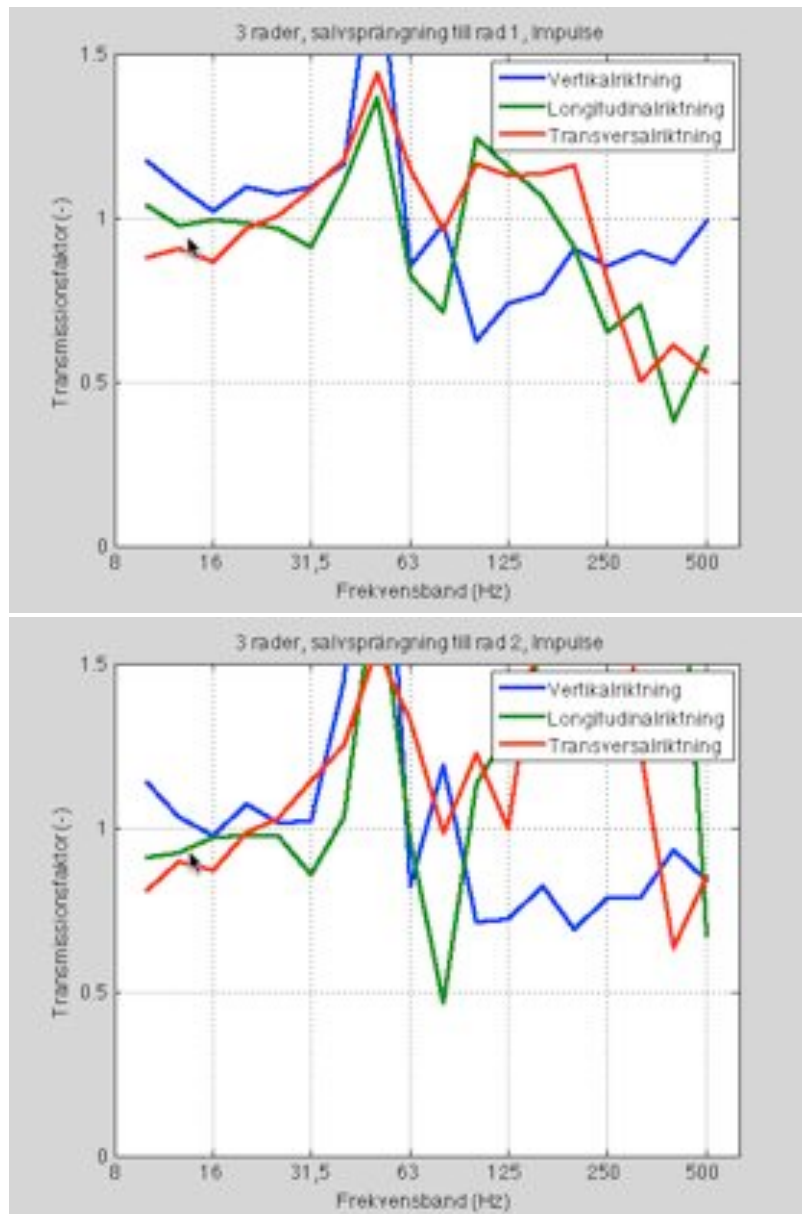 3 rader, salvsprängning till rad 1, Impulse
1.5
Vertikalriktning
Longitudinalriktning
Transversalriktning
1
Transmissionsfaktor (-)
0.5
0
8 16 31,5 63 125 250 500
Frekvensband (Hz)
3 rader, salvsprängning till rad 2, Impulse
1.5
Vertikalriktning
Longitudinalriktning
Transversalriktning
1
Transmissionsfaktor (-)
0.5
0
8 16 31,5 63 125 250 500
Frekvensband (Hz)